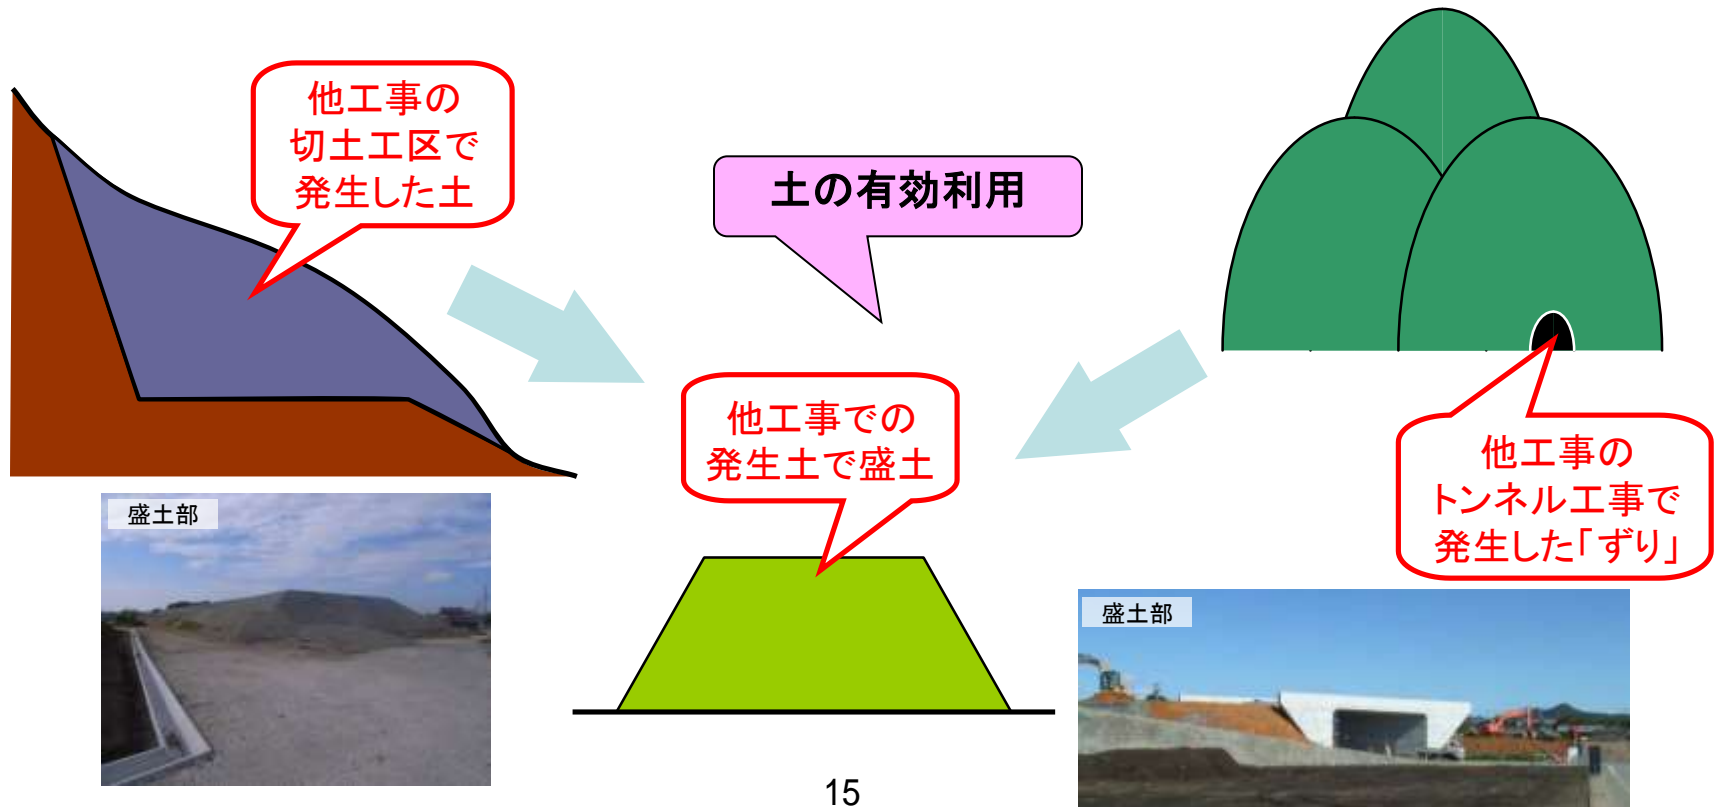 他工事の
切土工区で
発生した土
土の有効利用
他工事での
発生土で盛土
他工事の
トンネル工事で
発生した「ずり」
盛土部
盛土部
15